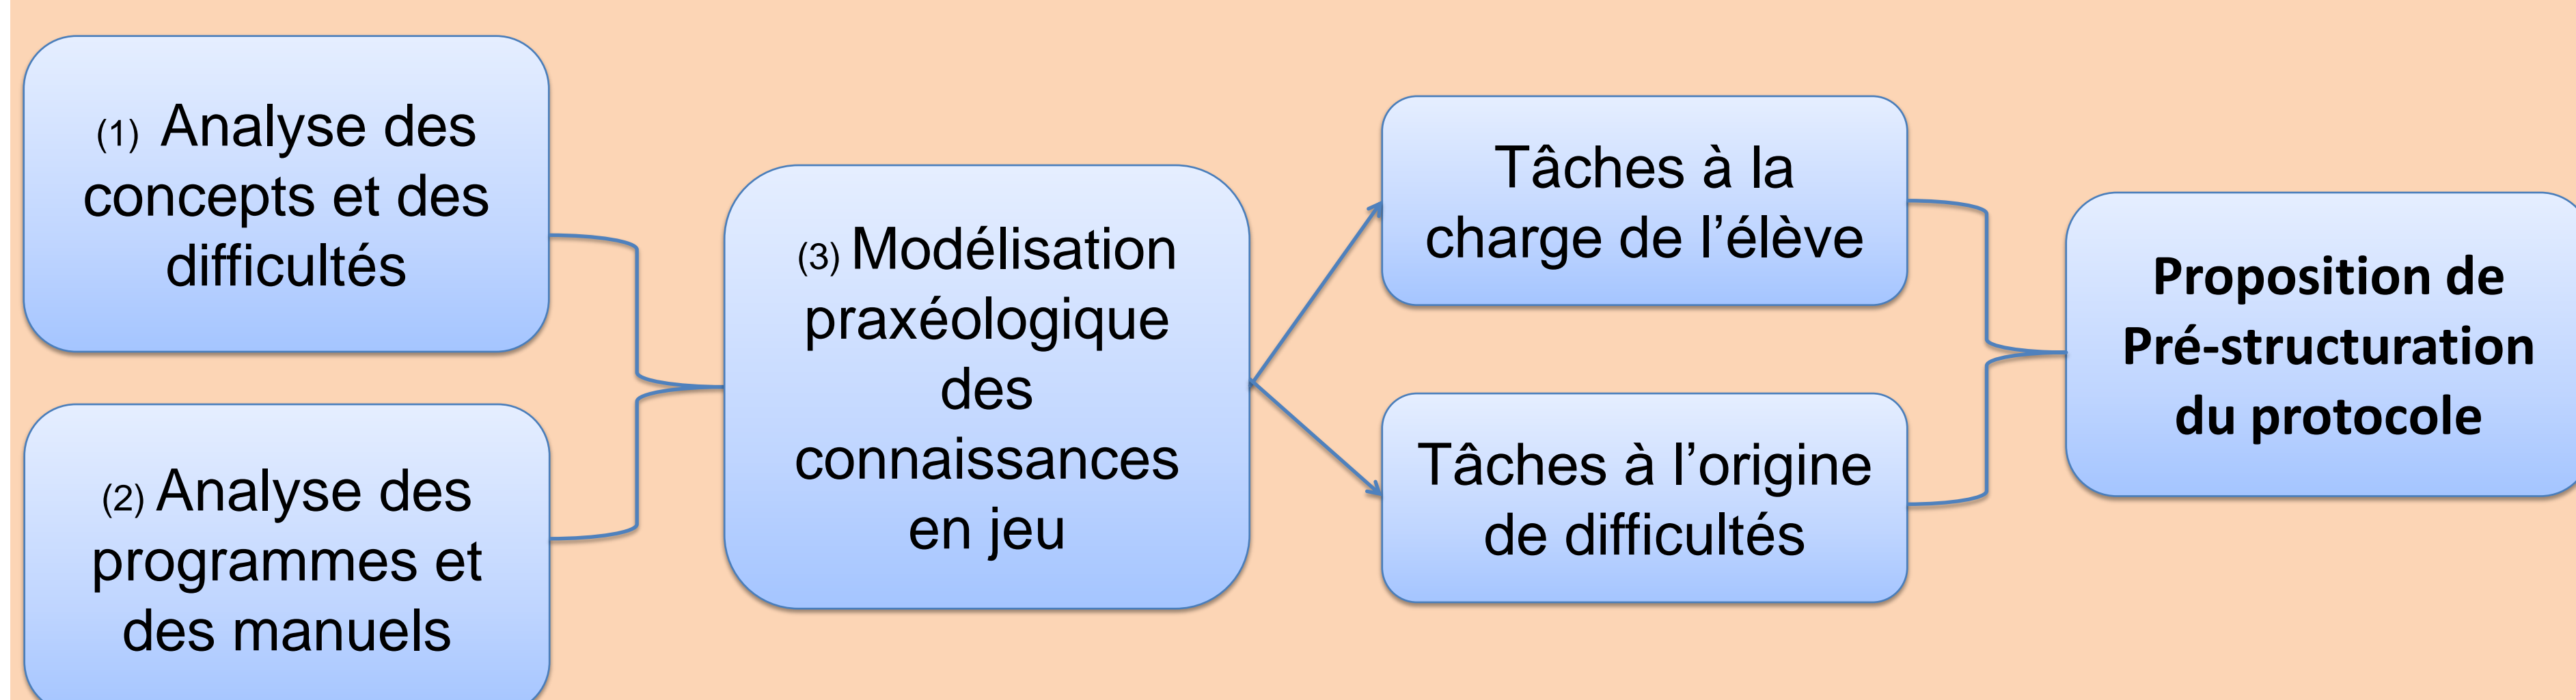 (1) Analyse des
concepts et des
difficultés
(2) Analyse des
programmes et
des manuels
(3) Modélisation
praxéologique
des
connaissances
en jeu
Tâches à la
charge de l’élève
Tâches à l’origine
de difficultés
Proposition de
Pré-structuration
du protocole